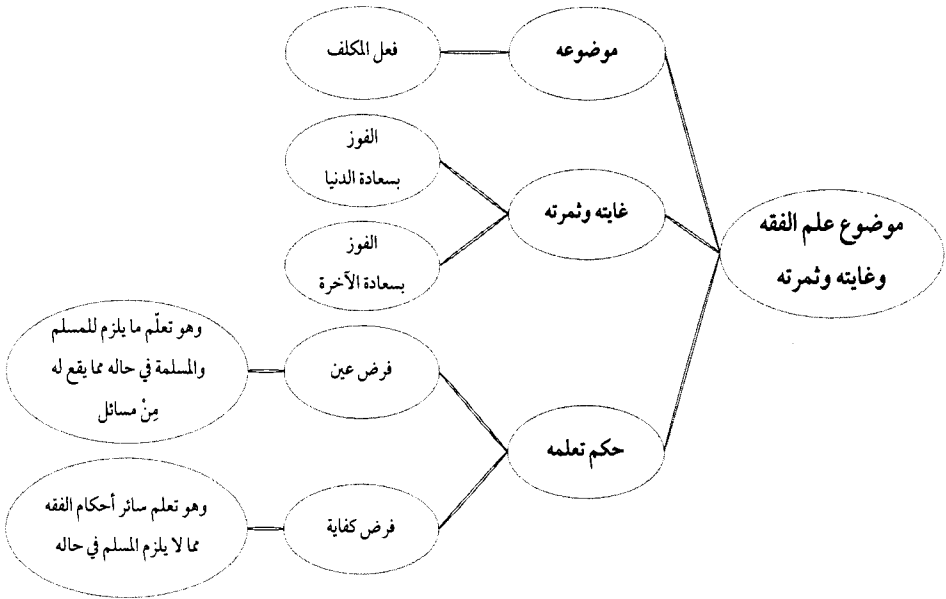 موضوع علم الفقه
وغايته وثمرته
موضوعه
فعل المكلف
غايته وثمرته
الفوز
بسعادة الدنيا
الفوز
بسعادة الآخرة
حكم تعلمه
فرض عين
وهو تعلّم ما يلزم للمسلم
والمسلمة في حاله مما يقع له
مِنْ مسائل
فرض كفاية
وهو تعلم سائر أحكام الفقه
مما لا يلزم المسلم في حاله